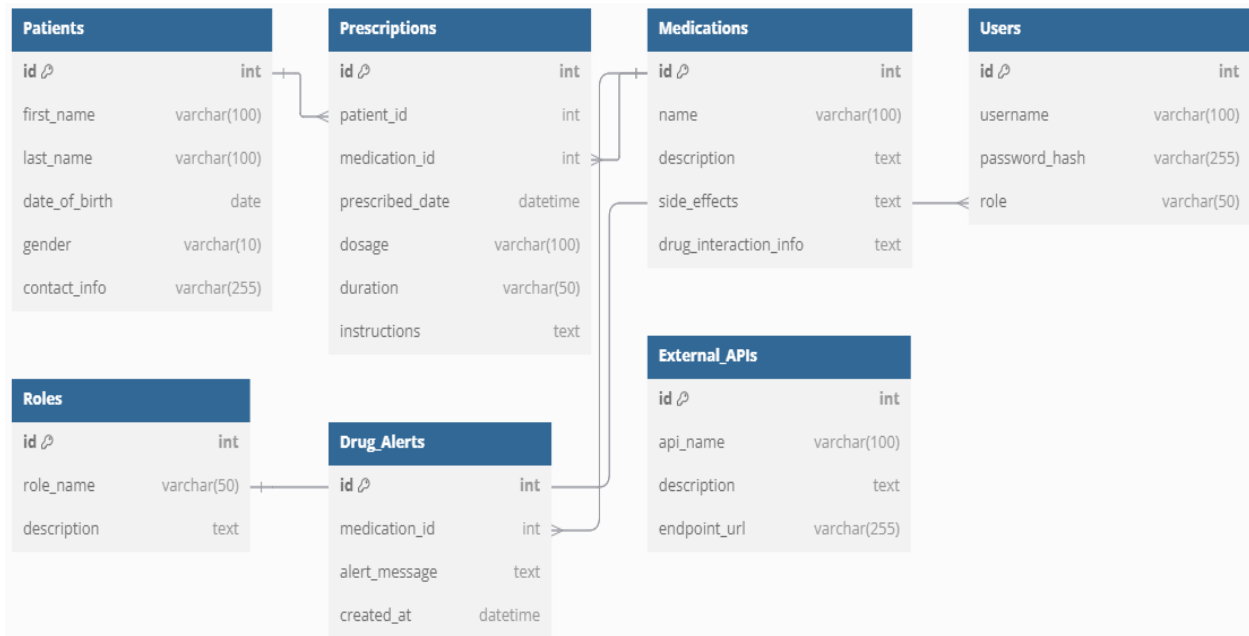 Patients
id int
first_name varchar(100)
last_name varchar(100)
date_of_birth date
gender varchar(10)
contact_info varchar(255)
Prescriptions
id int
patient_id int
medication_id int
prescribed_date datetime
dosage varchar(100)
duration varchar(50)
instructions text
Medications
id int
name varchar(100)
description text
side_effects text
drug_interaction_info text
Users
id int
username varchar(100)
password_hash varchar(255)
role varchar(50)
Roles
id int
role_name varchar(50)
description text
Drug_Alerts
id int
medication_id int
alert_message text
created_at datetime
External_APIs
id int
api_name varchar(100)
description text
endpoint_url varchar(255)